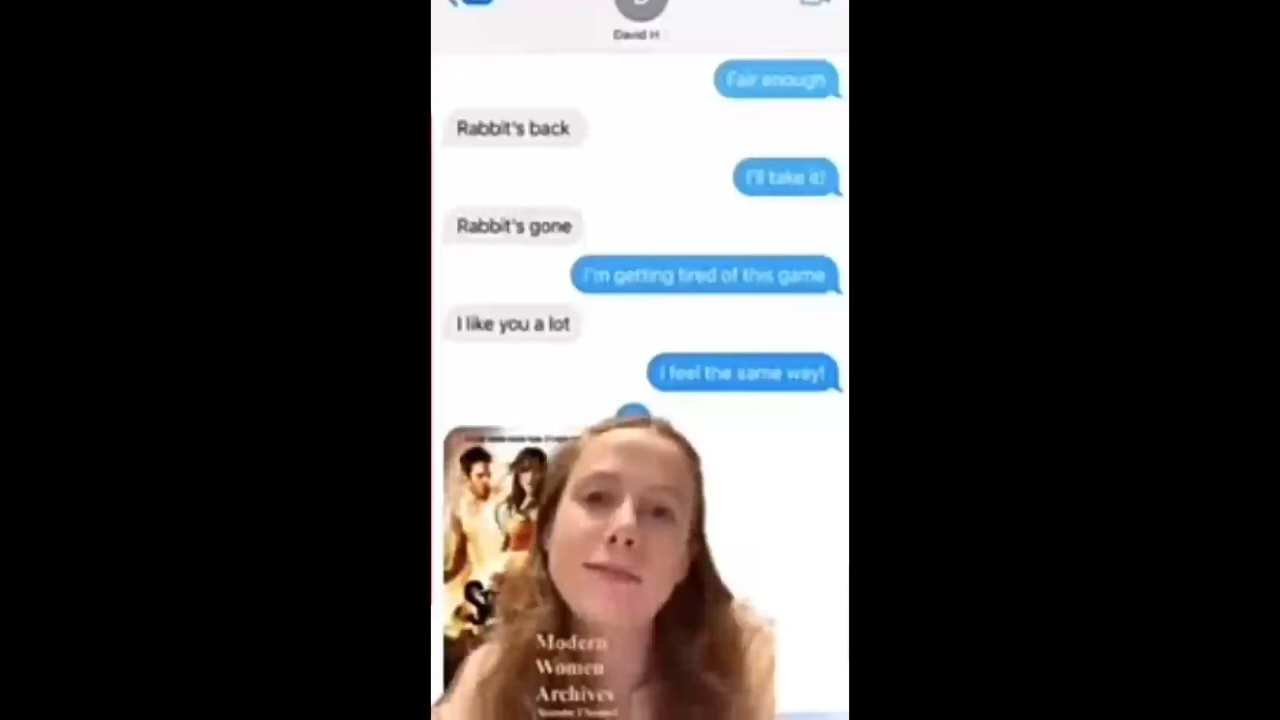 David H
Fair enough
Rabbit's back
I'll take it!
Rabbit's gone
I'm getting tired of this game
I like you a lot
I feel the same way!
Modern
Women
Archives